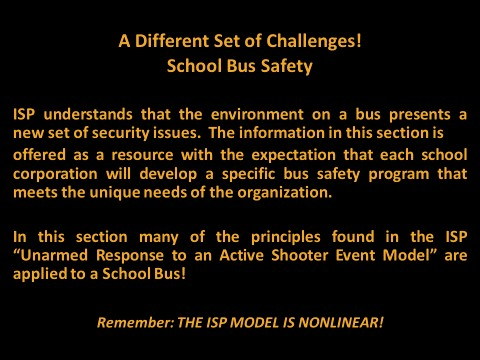 A Different Set of Challenges!
School Bus Safety
ISP understands that the environment on a bus presents a
new set of security issues. The information in this section is
offered as a resource with the expectation that each school
corporation will develop a specific bus safety program that
meets the unique needs of the organization.
In this section many of the principles found in the ISP
“Unarmed Response to an Active Shooter Event Model” are
applied to a School Bus!
Remember: THE ISP MODEL IS NONLINEAR!